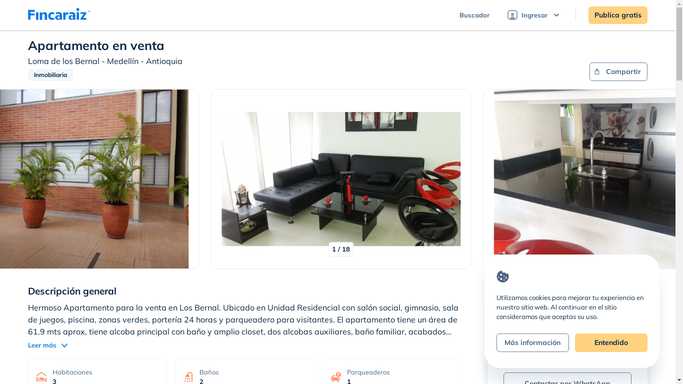 Fincaraiz
Buscador
Ingresar
Publica gratis
Apartamento en venta
Loma de los Bernal - Medellín - Antioquia
Inmobiliaria
Compartir
1 / 18
Descripción general
Hermoso Apartamento para la venta en Los Bernal. Ubicado en Unidad Residencial con salón social, gimnasio, sala
de juegos, piscina, zonas verdes, portería 24 horas y parqueadero para visitantes. El apartamento tiene un área de
61,9 mts aprox, tiene alcoba principal con baño y amplio closet, dos alcobas auxiliares, baño familiar, acabados...
Leer más
Habitaciones
3
Baños
2
Parqueaderos
1
Utilizamos cookies para mejorar tu experiencia en
nuestro sitio web. Al continuar en el sitio
consideramos que aceptas su uso.
Más información
Entendido
Contactar por WhatsApp